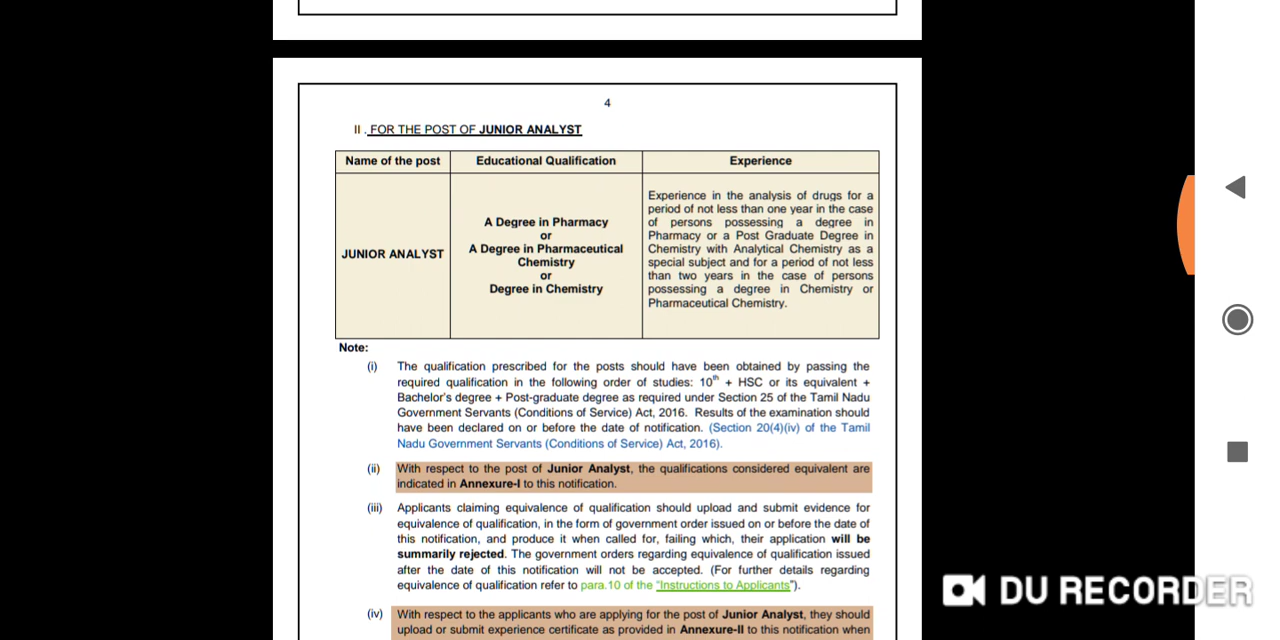 4
II . FOR THE POST OF JUNIOR ANALYST
Name of the post
Educational Qualification
Experience
JUNIOR ANALYST
A Degree in Pharmacy
or
A Degree in Pharmaceutical
Chemistry
or
Degree in Chemistry
Experience in the analysis of drugs for a
period of not less than one year in the case
of persons possessing a degree in
Pharmacy or a Post Graduate Degree in
Chemistry with Analytical Chemistry as a
special subject and for a period of not less
than two years in the case of persons
possessing a degree in Chemistry or
Pharmaceutical Chemistry.
Note:
(i) The qualification prescribed for the posts should have been obtained by passing the
required qualification in the following order of studies: 10th + HSC or its equivalent +
Bachelor's degree + Post-graduate degree as required under Section 25 of the Tamil Nadu
Government Servants (Conditions of Service) Act, 2016. Results of the examination should
have been declared on or before the date of notification. (Section 20(4)(iv) of the Tamil
Nadu Government Servants (Conditions of Service) Act, 2016).
(ii) With respect to the post of Junior Analyst, the qualifications considered equivalent are
indicated in Annexure-I to this notification.
(iii) Applicants claiming equivalence of qualification should upload and submit evidence for
equivalence of qualification, in the form of government order issued on or before the date of
this notification, and produce it when called for, failing which, their application will be
summarily rejected. The government orders regarding equivalence of qualification issued
after the date of this notification will not be accepted. (For further details regarding
equivalence of qualification refer to para.10 of the "Instructions to Applicants").
(iv) With respect to the applicants who are applying for the post of Junior Analyst, they should
upload or submit experience certificate as provided in Annexure-II to this notification when
DU RECORDER